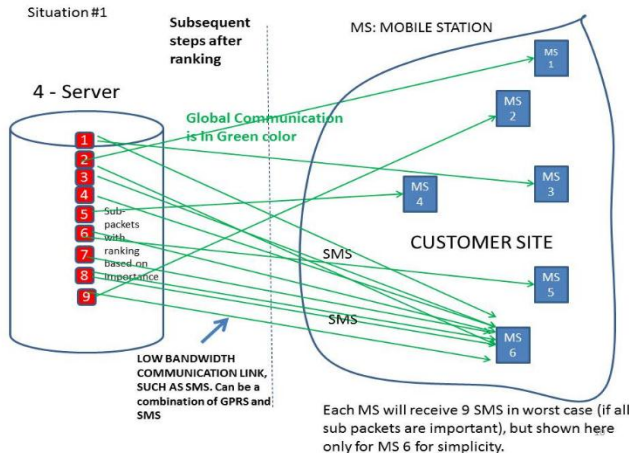 Situation #1
Subsequent
steps after
ranking
MS: MOBILE STATION
4 - Server
Global Communication
is in Green color
1
2
3
4
5
6
7
8
9
Sub-
packets
with
ranking
based on
importance
MS
1
MS
2
MS
3
MS
4
CUSTOMER SITE
SMS
MS
5
SMS
MS
6
LOW BANDWIDTH
COMMUNICATION LINK,
SUCH AS SMS. Can be a
combination of GPRS and
SMS
Each MS will receive 9 SMS in worst case (if all
sub packets are important), but shown here
only for MS 6 for simplicity.